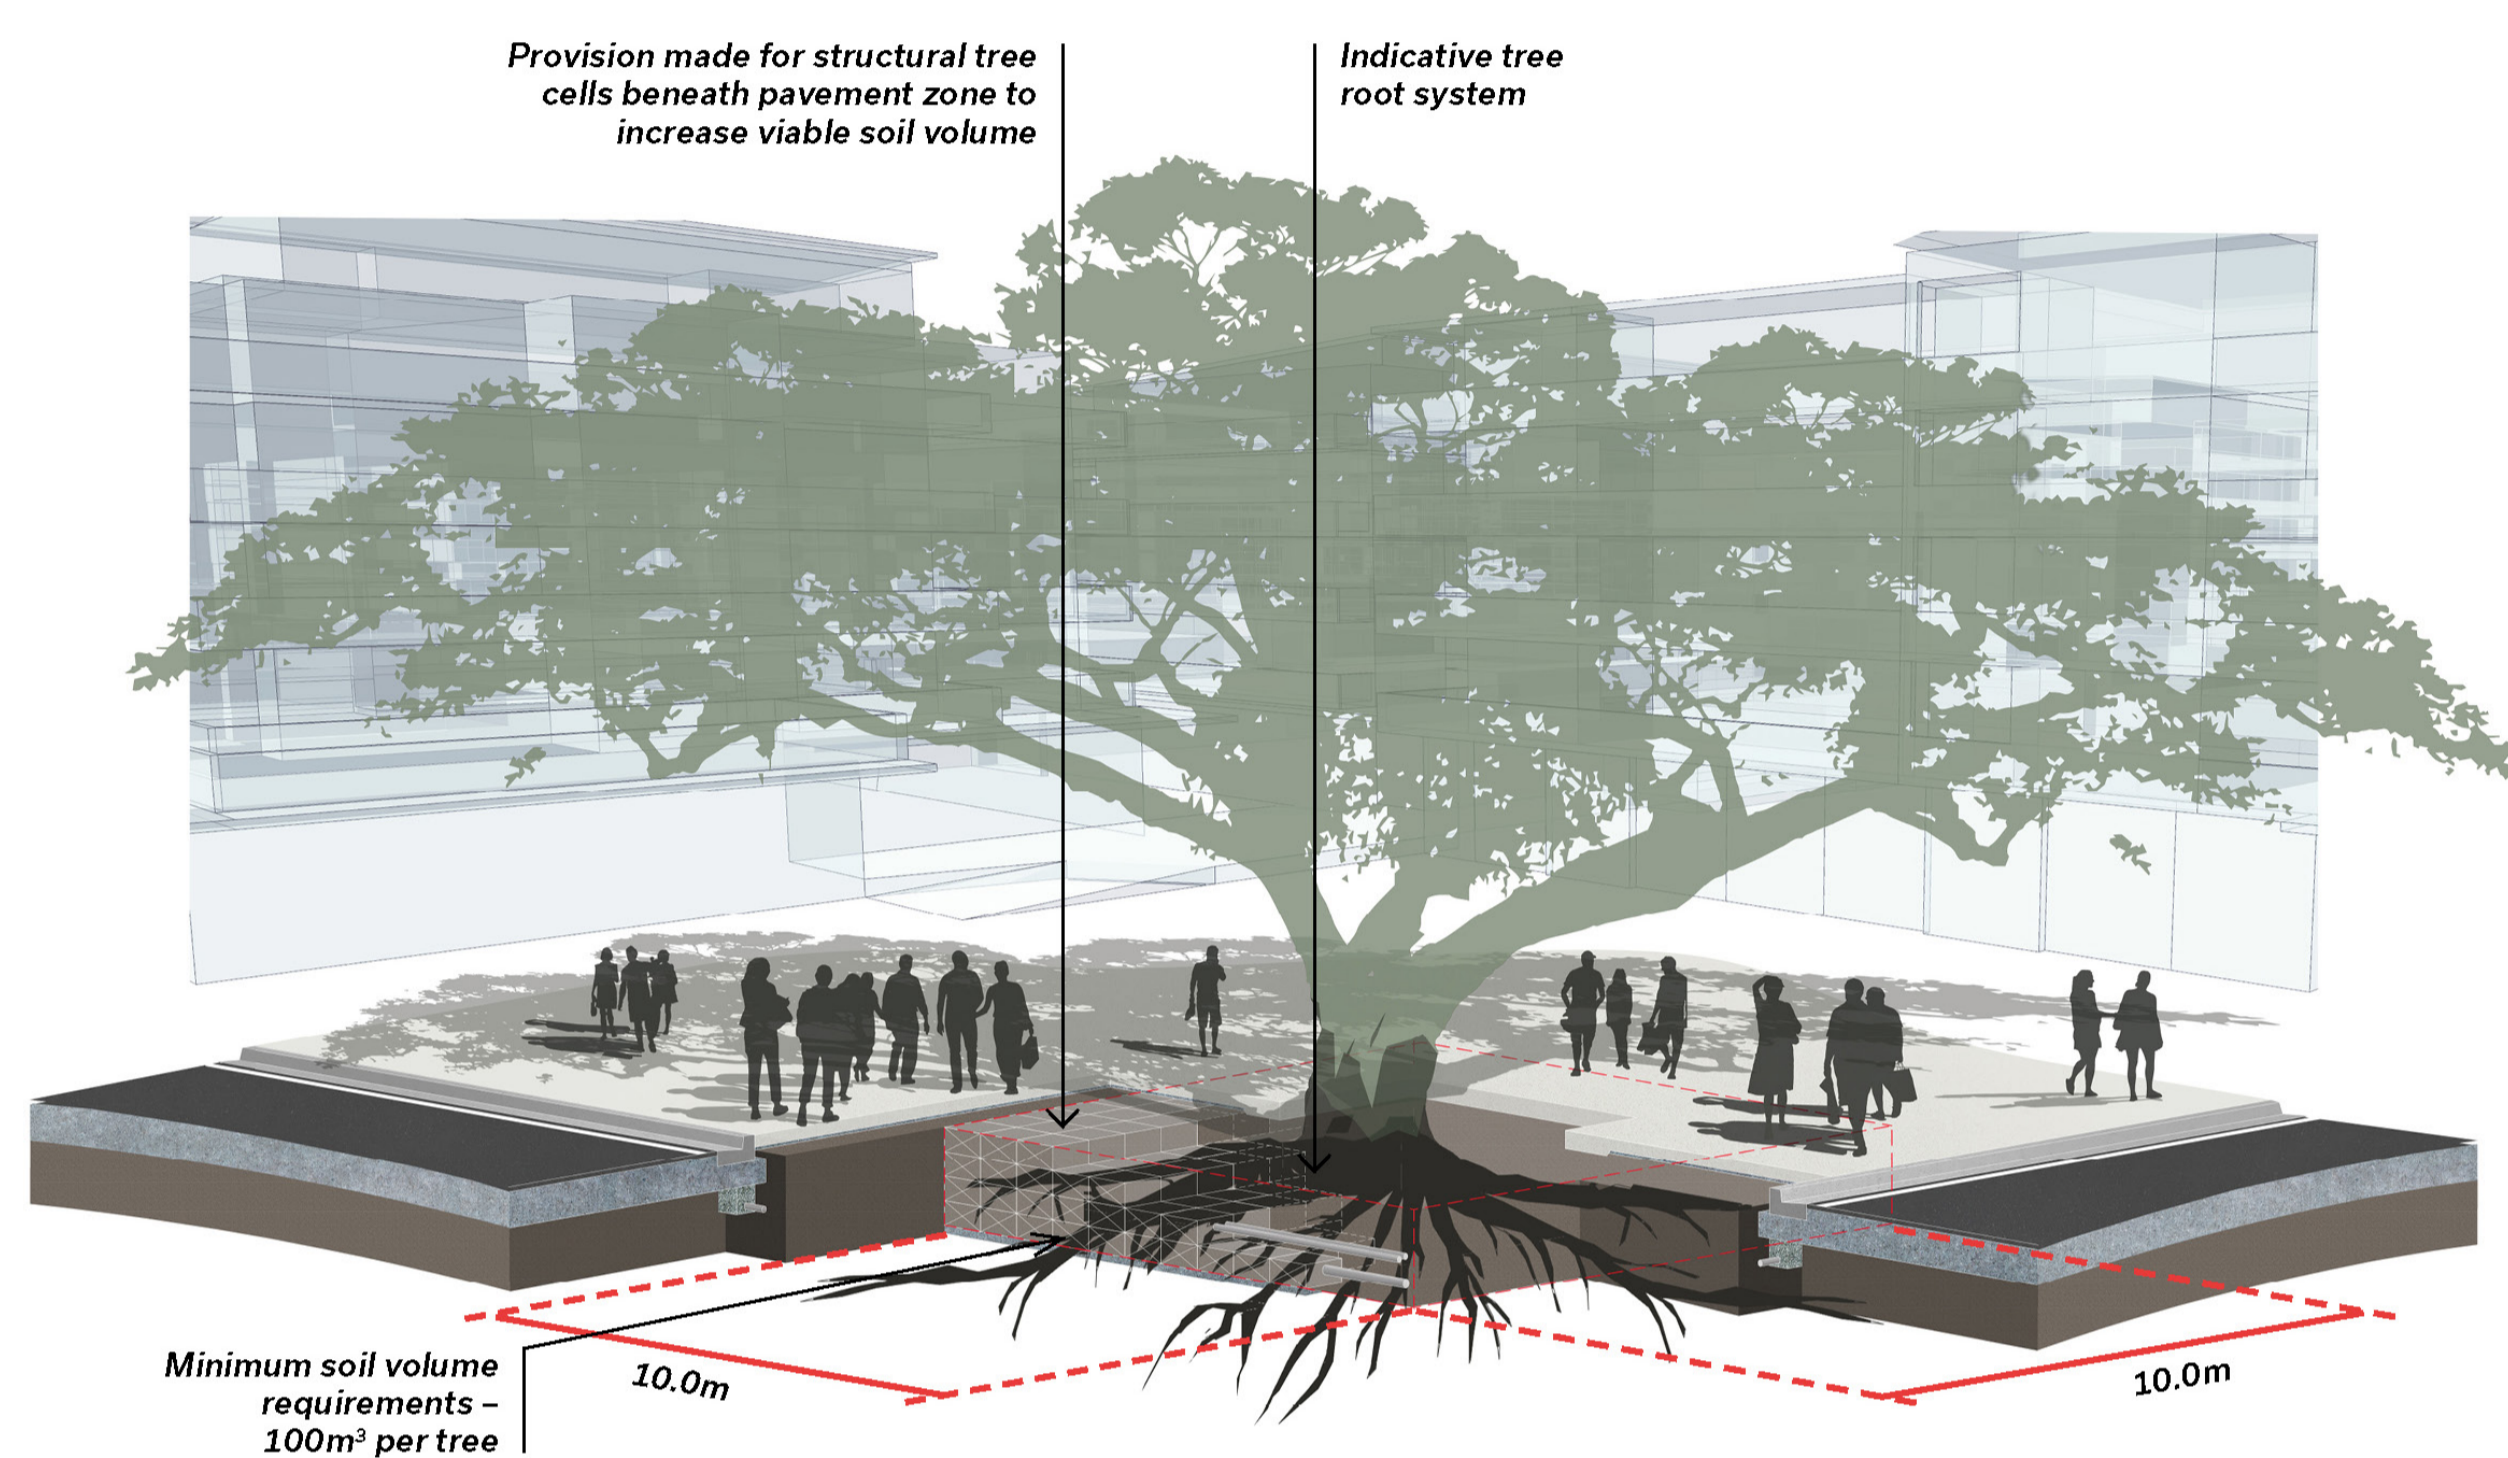 Provision made for structural tree
cells beneath pavement zone to
increase viable soil volume
Indicative tree
root system
Minimum soil volume
requirements –
100m³ per tree
10.0m
10.0m